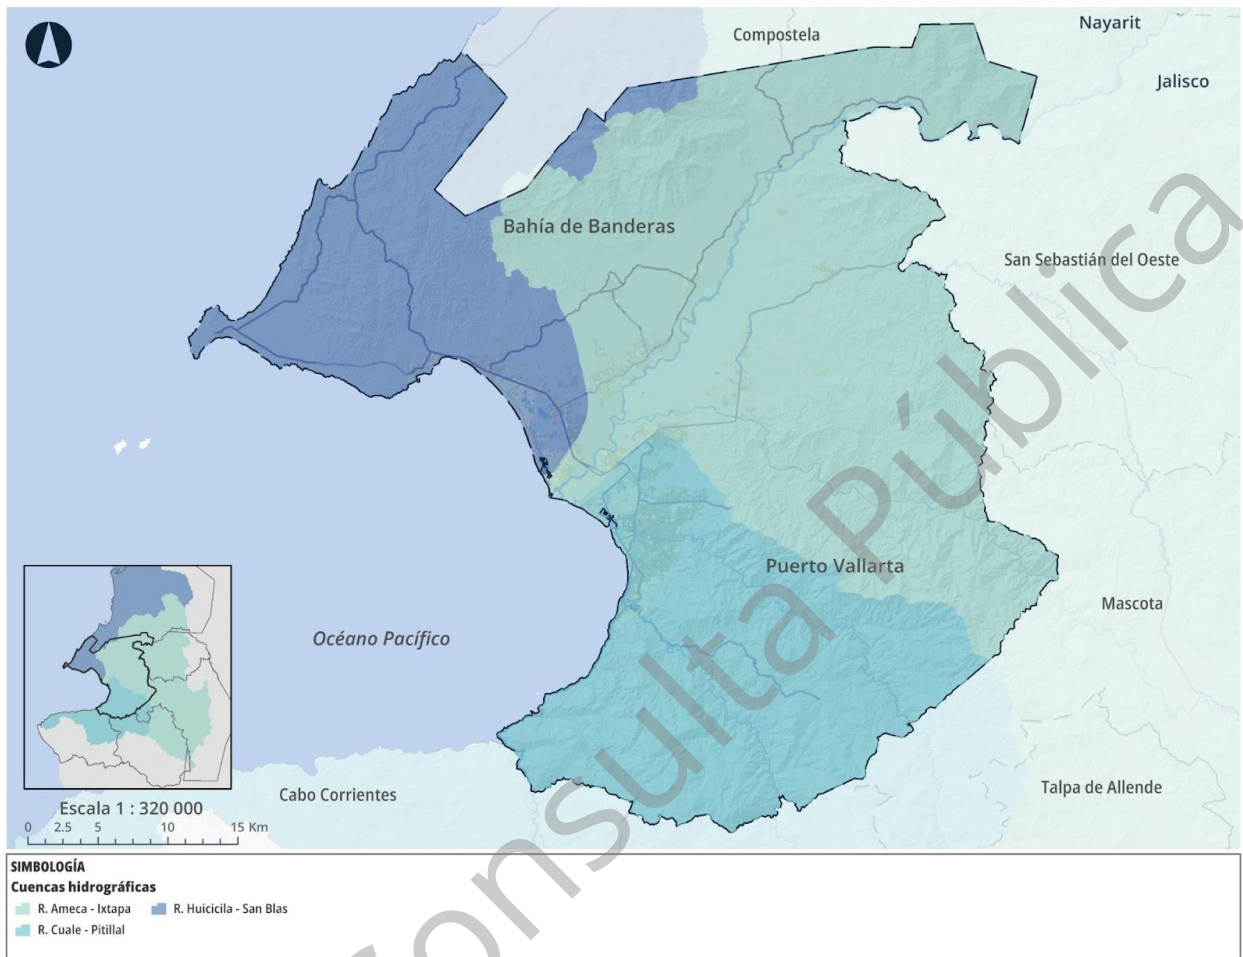 Compostela
Nayarit
Jalisco
Bahía de Banderas
San Sebastián del Oeste
Puerto Vallarta
Mascota
Océano Pacífico
Talpa de Allende
Cabo Corrientes
Escala 1 : 320 000
0 2.5 5 10 15 Km
Consulta Pública
SIMBOLOGÍA
Cuencas hidrográficas
R. Ameca - Ixtapa
R. Huicicila - San Blas
R. Cuale - Pitillal